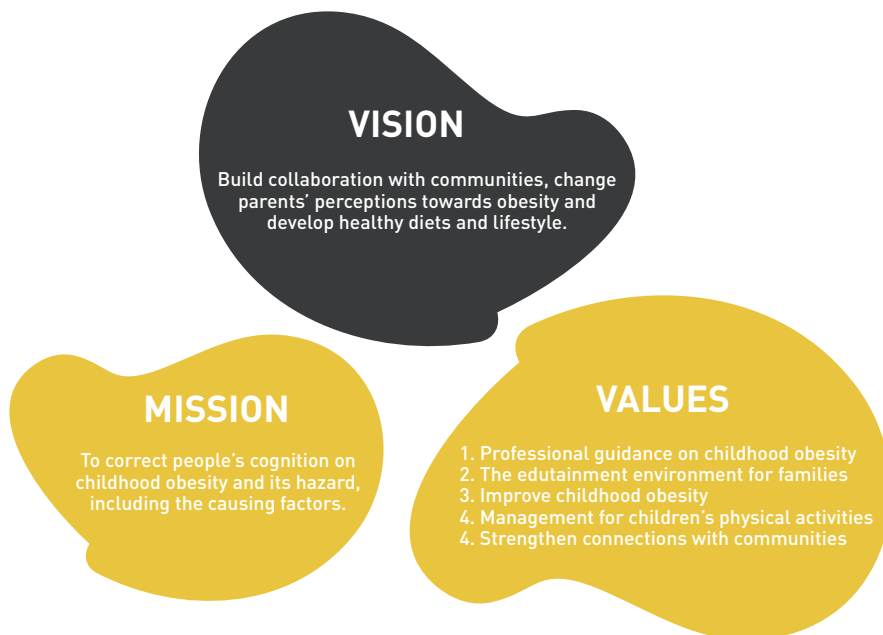 VISION
Build collaboration with communities, change
parents’ perceptions towards obesity and
develop healthy diets and lifestyle.
MISSION
To correct people’s cognition on
childhood obesity and its hazard,
including the causing factors.
VALUES
1. Professional guidance on childhood obesity
2. The edutainment environment for families
3. Improve childhood obesity
4. Management for children’s physical activities
4. Strengthen connections with communities